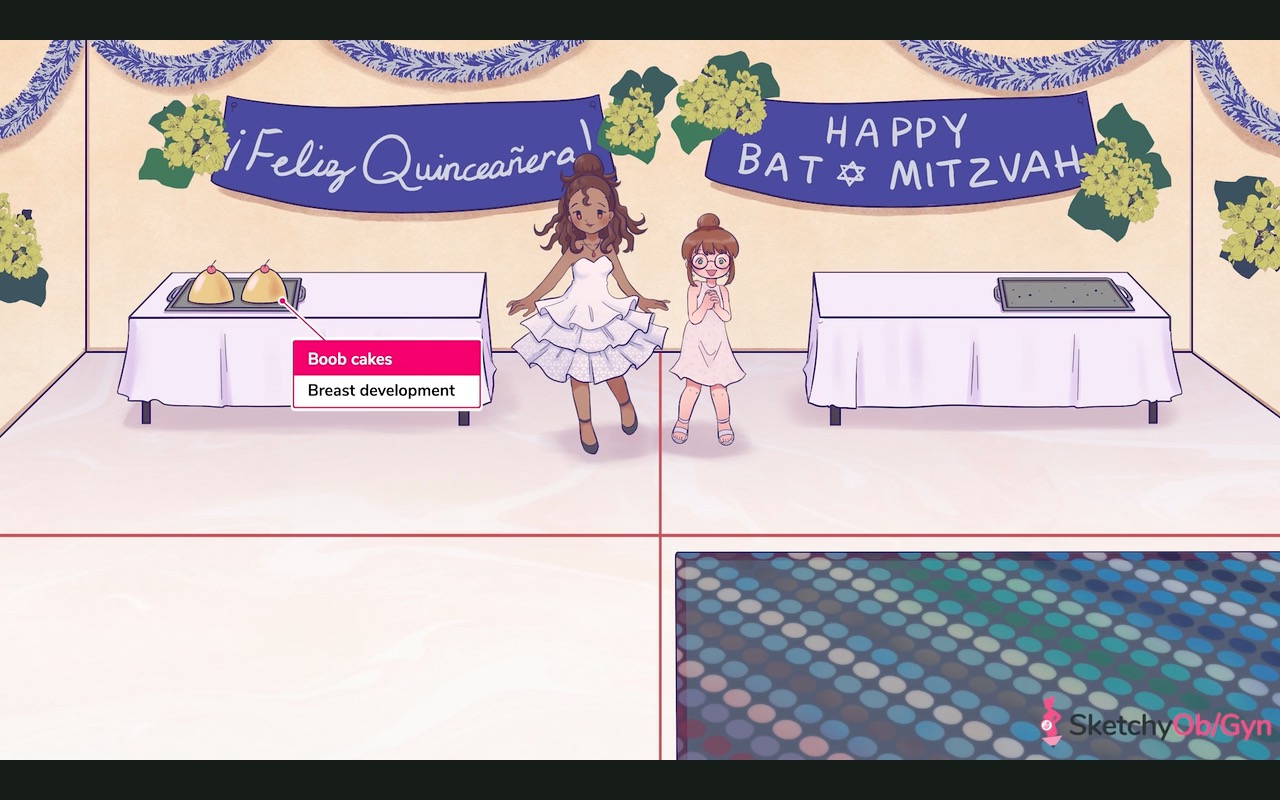 ¡Feliz Quinceañera!
HAPPY
BAT ✡ MITZVAH
Boob cakes
Breast development
SketchyOb/Gyn